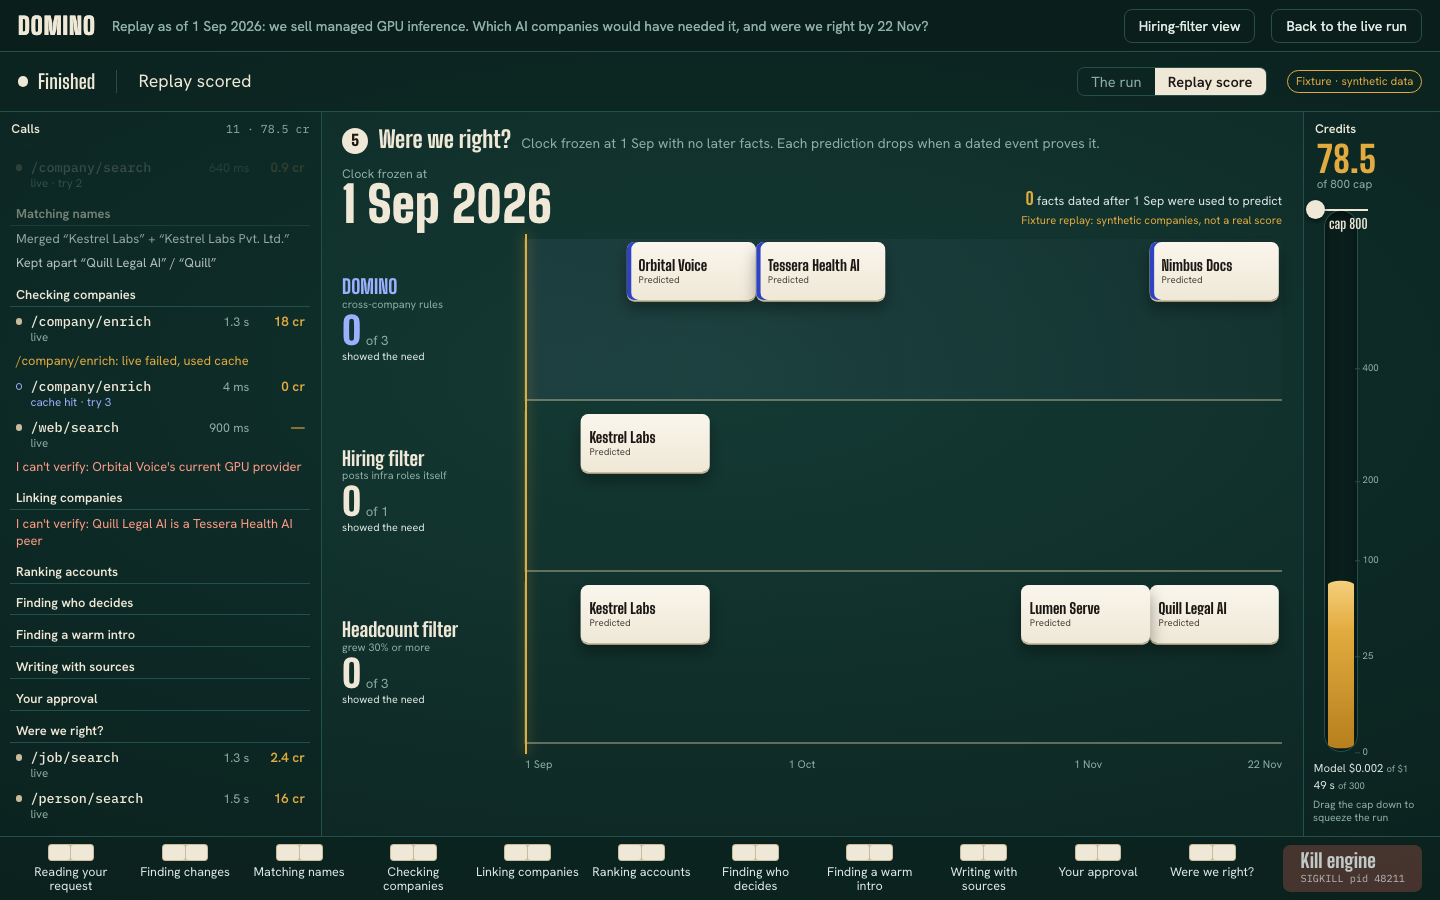 DOMINO
Replay as of 1 Sep 2026: we sell managed GPU inference. Which AI companies would have needed it, and were we right by 22 Nov?
Hiring-filter view
Back to the live run
Finished
Replay scored
The run
Replay score
Fixture · synthetic data
Calls
11 · 78.5 cr
/company/search 640 ms 0.9 cr
live · try 2
Matching names
Merged “Kestrel Labs” + “Kestrel Labs Pvt. Ltd.”
Kept apart “Quill Legal AI” / “Quill”
Checking companies
/company/enrich 1.3 s 18 cr
live
/company/enrich: live failed, used cache
/company/enrich 4 ms 0 cr
cache hit · try 3
/web/search 900 ms —
live
I can't verify: Orbital Voice's current GPU provider
Linking companies
I can't verify: Quill Legal AI is a Tessera Health AI
peer
Ranking accounts
Finding who decides
Finding a warm intro
Writing with sources
Your approval
Were we right?
/job/search 1.3 s 2.4 cr
live
/person/search 1.5 s 16 cr
live
5 Were we right? Clock frozen at 1 Sep with no later facts. Each prediction drops when a dated event proves it.
Clock frozen at
1 Sep 2026
0 facts dated after 1 Sep were used to predict
Fixture replay: synthetic companies, not a real score
DOMINO
cross-company rules
0 of 3
showed the need
Orbital Voice
Predicted
Tessera Health AI
Predicted
Nimbus Docs
Predicted
Hiring filter
posts infra roles itself
0 of 1
showed the need
Kestrel Labs
Predicted
Headcount filter
grew 30% or more
0 of 3
showed the need
Kestrel Labs
Predicted
Lumen Serve
Predicted
Quill Legal AI
Predicted
1 Sep
1 Oct
1 Nov
22 Nov
Credits
78.5
of 800 cap
cap 800
400
200
100
25
0
Model $0.002 of $1
49 s of 300
Drag the cap down to
squeeze the run
Reading your
request
Finding changes
Matching names
Checking
companies
Linking companies
Ranking accounts
Finding who
decides
Finding a warm
intro
Writing with
sources
Your approval
Were we right?
Kill engine
SIGKILL pid 48211